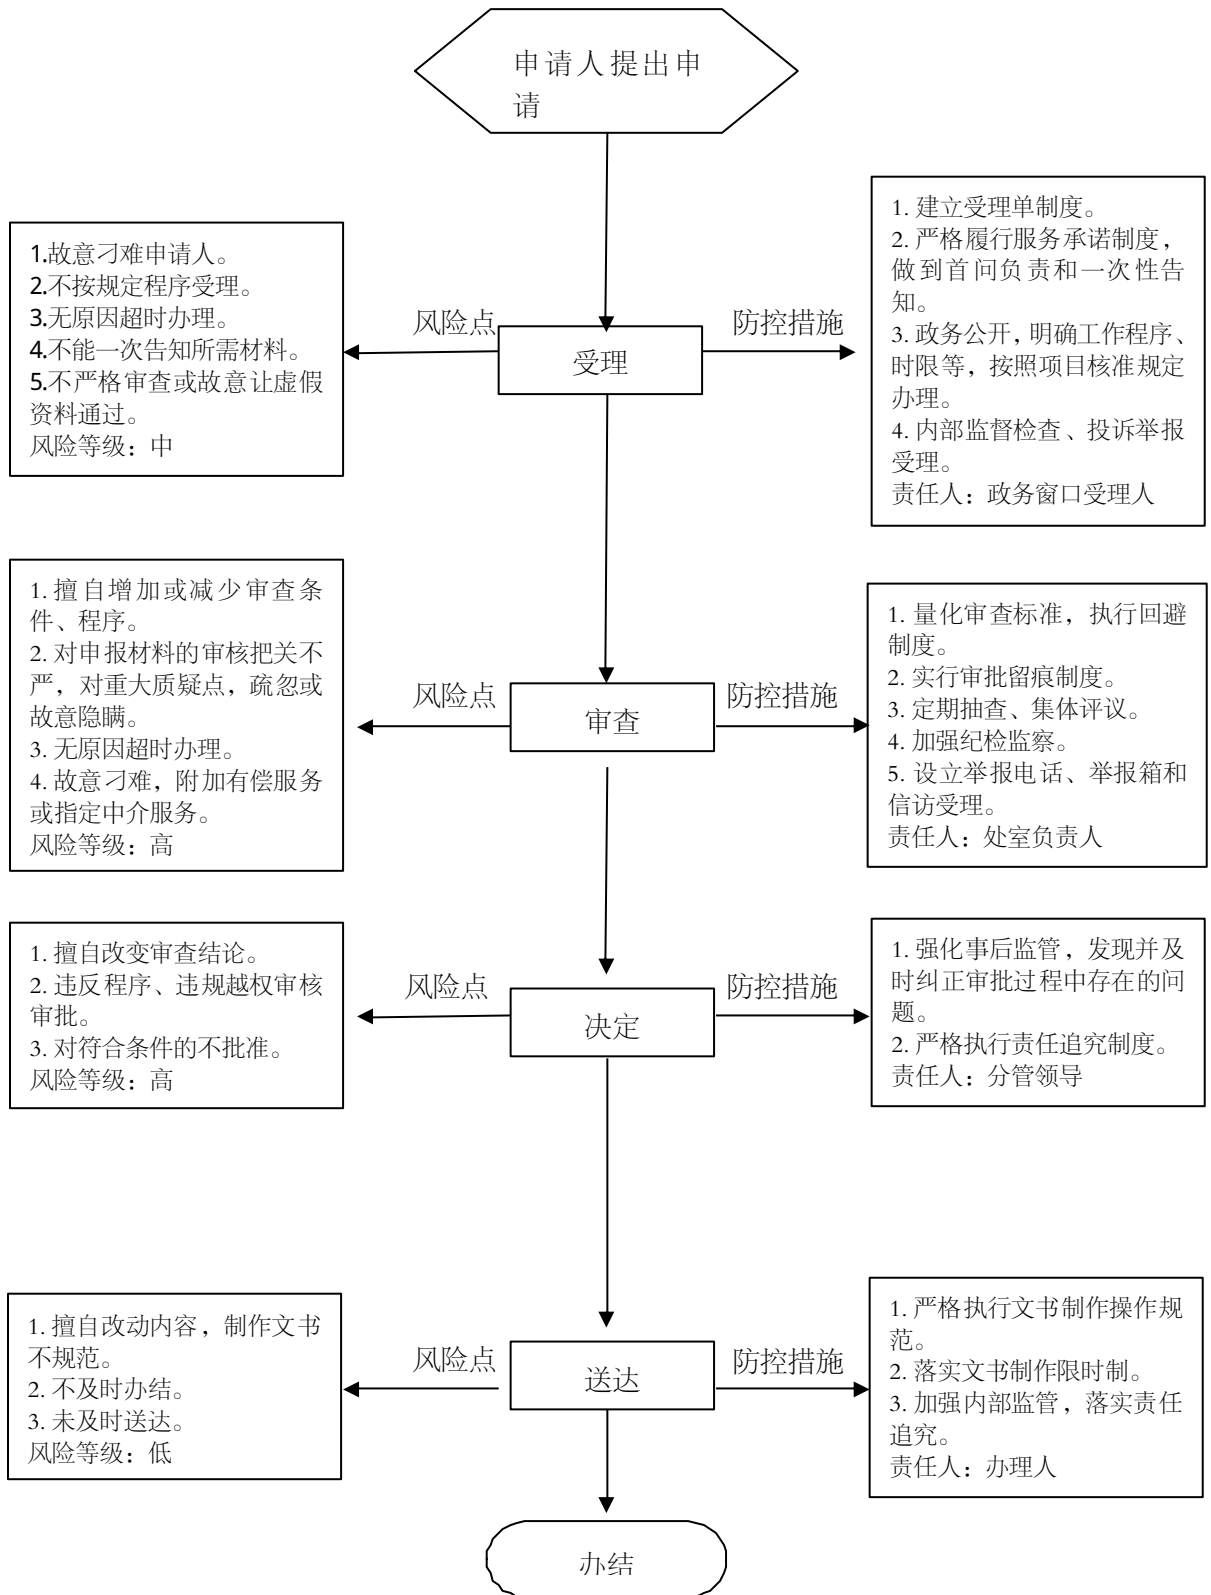 申请人提出申
请
1.故意刁难申请人。
2.不按规定程序受理。
3.无原因超时办理。
4.不能一次告知所需材料。
5.不严格审查或故意让虚假
资料通过。
风险等级：中
风险点
受理
防控措施
1. 建立受理单制度。
2. 严格履行服务承诺制度，
做到首问负责和一次性告
知。
3. 政务公开，明确工作程序、
时限等，按照项目核准规定
办理。
4. 内部监督检查、投诉举报
受理。
责任人：政务窗口受理人
1. 擅自增加或减少审查条
件、程序。
2. 对申报材料的审核把关不
严，对重大质疑点，疏忽或
故意隐瞒。
3. 无原因超时办理。
4. 故意刁难，附加有偿服务
或指定中介服务。
风险等级：高
风险点
审查
防控措施
1. 量化审查标准，执行回避
制度。
2. 实行审批留痕制度。
3. 定期抽查、集体评议。
4. 加强纪检监察。
5. 设立举报电话、举报箱和
信访受理。
责任人：处室负责人
1. 擅自改变审查结论。
2. 违反程序、违规越权审核
审批。
3. 对符合条件的不批准。
风险等级：高
风险点
决定
防控措施
1. 强化事后监管，发现并及
时纠正审批过程中存在的问
题。
2. 严格执行责任追究制度。
责任人：分管领导
1. 擅自改动内容，制作文书
不规范。
2. 不及时办结。
3. 未及时送达。
风险等级：低
风险点
送达
防控措施
1. 严格执行文书制作操作规
范。
2. 落实文书制作限时制。
3. 加强内部监管，落实责任
追究。
责任人：办理人
办结